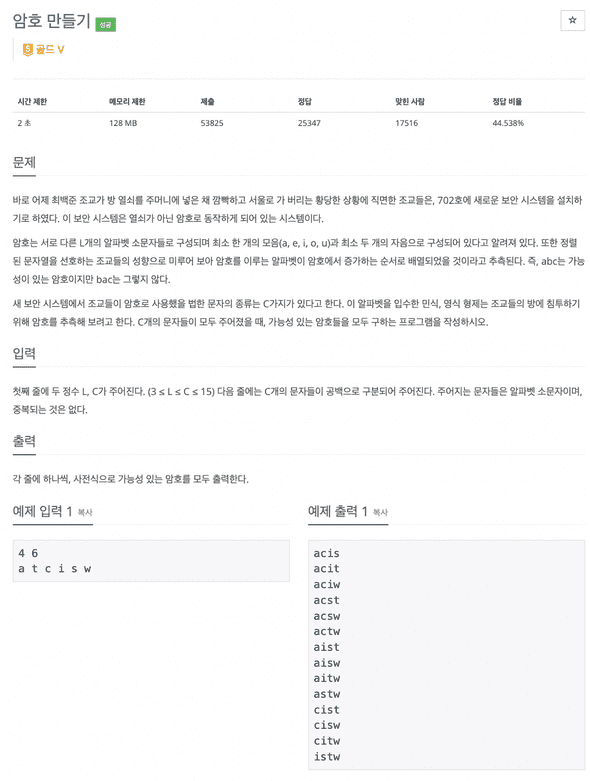 암호 만들기 성공
☆
5 골드 V
시간 제한 메모리 제한 제출 정답 맞힌 사람 정답 비율
2 초 128 MB 53825 25347 17516 44.538%
문제
바로 어제 최백준 조교가 방 열쇠를 주머니에 넣은 채 깜빡하고 서울로 가 버리는 황당한 상황에 직면한 조교들은, 702호에 새로운 보안 시스템을 설치하
기로 하였다. 이 보안 시스템은 열쇠가 아닌 암호로 동작하게 되어 있는 시스템이다.
암호는 서로 다른 L개의 알파벳 소문자들로 구성되며 최소 한 개의 모음(a, e, i, o, u)과 최소 두 개의 자음으로 구성되어 있다고 알려져 있다. 또한 정렬
된 문자열을 선호하는 조교들의 성향으로 미루어 보아 암호를 이루는 알파벳이 암호에서 증가하는 순서로 배열되었을 것이라고 추측된다. 즉, abc는 가능
성이 있는 암호이지만 bac는 그렇지 않다.
새 보안 시스템에서 조교들이 암호로 사용했을 법한 문자의 종류는 C가지가 있다고 한다. 이 알파벳을 입수한 민식, 영식 형제는 조교들의 방에 침투하기
위해 암호를 추측해 보려고 한다. C개의 문자들이 모두 주어졌을 때, 가능성 있는 암호들을 모두 구하는 프로그램을 작성하시오.
입력
첫째 줄에 두 정수 L, C가 주어진다. (3 ≤ L ≤ C ≤ 15) 다음 줄에는 C개의 문자들이 공백으로 구분되어 주어진다. 주어지는 문자들은 알파벳 소문자이며,
중복되는 것은 없다.
출력
각 줄에 하나씩, 사전식으로 가능성 있는 암호를 모두 출력한다.
예제 입력 1 복사
4 6
a t c i s w
예제 출력 1 복사
acis
acit
aciw
acst
acsw
actw
aist
aisw
aitw
astw
cist
cisw
citw
istw